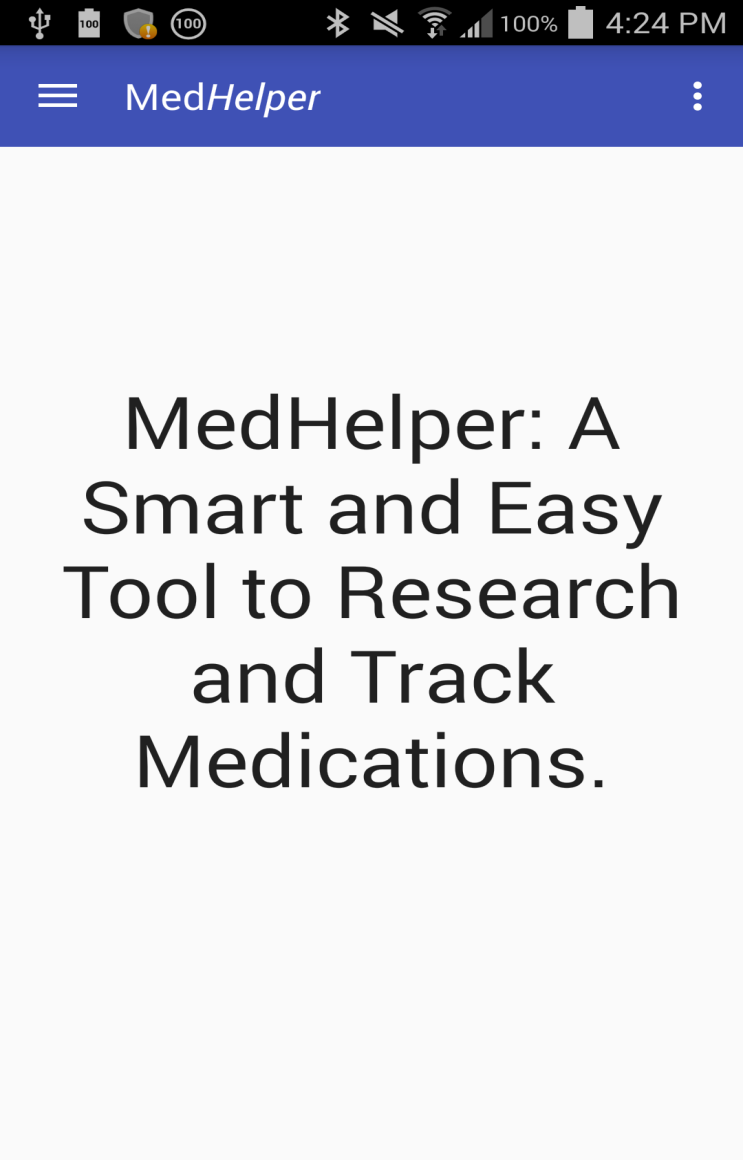 100 100 100% 4:24 PM
MedHelper
MedHelper: A
Smart and Easy
Tool to Research
and Track
Medications.